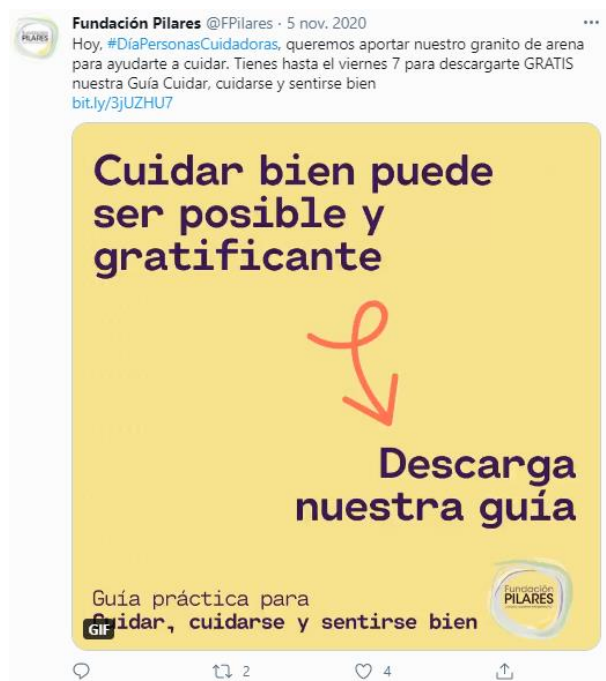 Fundación Pilares @FPilares · 5 nov. 2020
Hoy, #DíaPersonasCuidadoras, queremos aportar nuestro granito de arena
para ayudarte a cuidar. Tienes hasta el viernes 7 para descargarte GRATIS
nuestra Guía Cuidar, cuidarse y sentirse bien
bit.ly/3jUZHU7
Cuidar bien puede
ser posible y
gratificante
Descarga
nuestra guía
Fundación
PILARES
Guía práctica para
Cuidar, cuidarse y sentirse bien
GIF
2
4